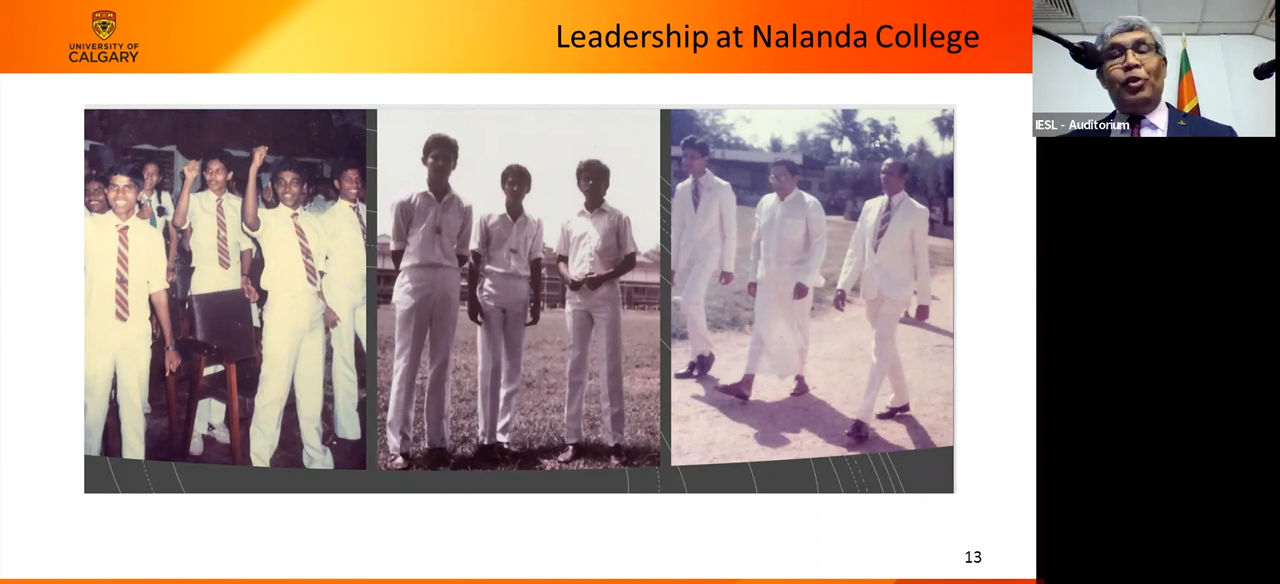 UNIVERSITY OF
CALGARY
Leadership at Nalanda College
IESL - Auditorium
13